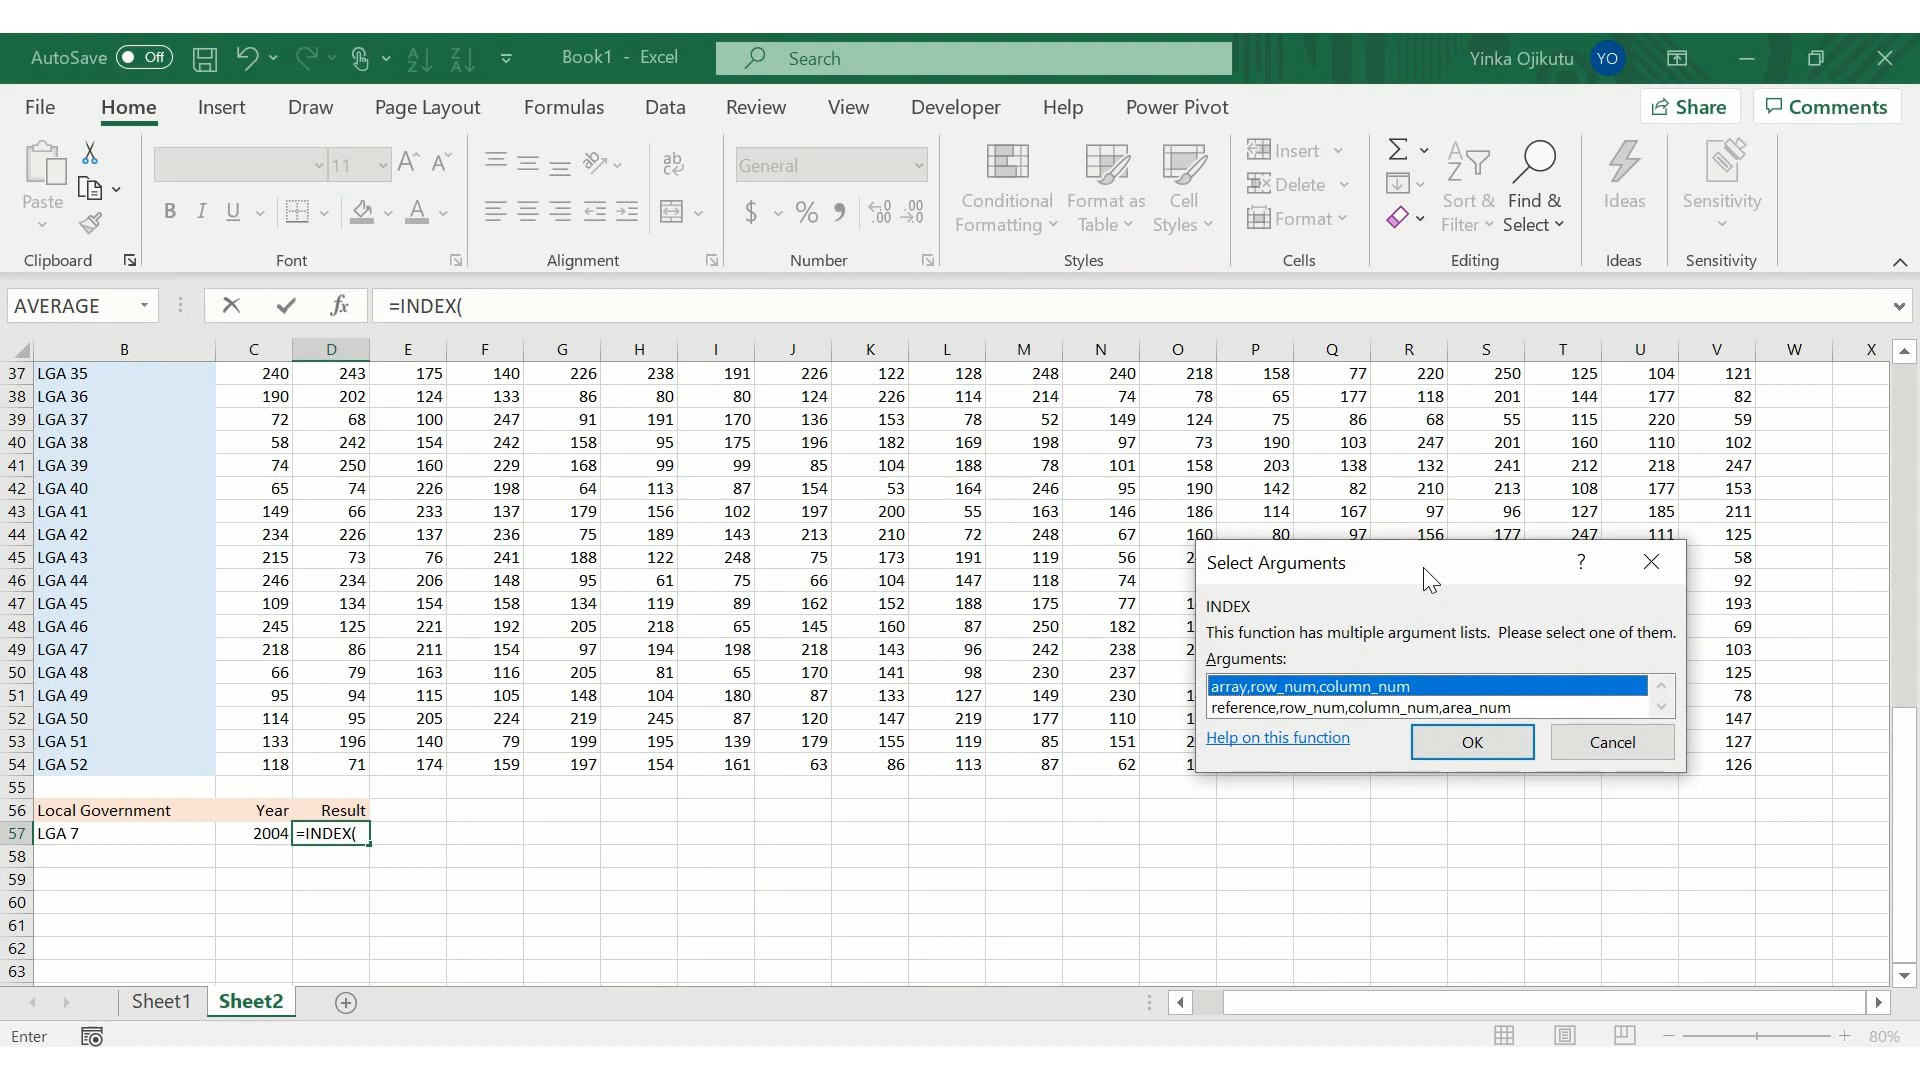 AutoSave Off Book1 - Excel Search Yinka Ojikutu YO
File Home Insert Draw Page Layout Formulas Data Review View Developer Help Power Pivot Share Comments
Paste 11 General Conditional Formatting Format as Table Cell Styles Insert Delete Format Sort & Filter Find & Select Ideas Sensitivity
Clipboard Font Alignment Number Styles Cells Editing Ideas Sensitivity
AVERAGE fx =INDEX(
B C D E F G H I J K L M N O P Q R S T U V W X
37 LGA 35 240 243 175 140 226 238 191 226 122 128 248 240 218 158 77 220 250 125 104 121
38 LGA 36 190 202 124 133 86 80 80 124 226 114 214 74 78 65 177 118 201 144 177 82
39 LGA 37 72 68 100 247 91 191 170 136 153 78 52 149 124 75 86 68 55 115 220 59
40 LGA 38 58 242 154 242 158 95 175 196 182 169 198 97 73 190 103 247 201 160 110 102
41 LGA 39 74 250 160 229 168 99 99 85 104 188 78 101 158 203 138 132 241 212 218 247
42 LGA 40 65 74 226 198 64 113 87 154 53 164 246 95 190 142 82 210 213 108 177 153
43 LGA 41 149 66 233 137 179 156 102 197 200 55 163 146 186 114 167 97 96 127 185 211
44 LGA 42 234 226 137 236 75 189 143 213 210 72 248 67 160 80 97 156 177 247 111 125
45 LGA 43 215 73 76 241 188 122 248 75 173 191 119 56 58
46 LGA 44 246 234 206 148 95 61 75 66 104 147 118 74 92
47 LGA 45 109 134 154 158 134 119 89 162 152 188 175 77 193
48 LGA 46 245 125 221 192 205 218 65 145 160 87 250 182 69
49 LGA 47 218 86 211 154 97 194 198 218 143 96 242 238 103
50 LGA 48 66 79 163 116 205 81 65 170 141 98 230 237 125
51 LGA 49 95 94 115 105 148 104 180 87 133 127 149 230 78
52 LGA 50 114 95 205 224 219 245 87 120 147 219 177 110 147
53 LGA 51 133 196 140 79 199 195 139 179 155 119 85 151 127
54 LGA 52 118 71 174 159 197 154 161 63 86 113 87 62 126
55
56 Local Government Year Result
57 LGA 7 2004 =INDEX(
58
59
60
61
62
63
Select Arguments ?
INDEX
This function has multiple argument lists. Please select one of them.
Arguments:
array,row_num,column_num
reference,row_num,column_num,area_num
Help on this function OK Cancel
Sheet1 Sheet2
Enter 80%